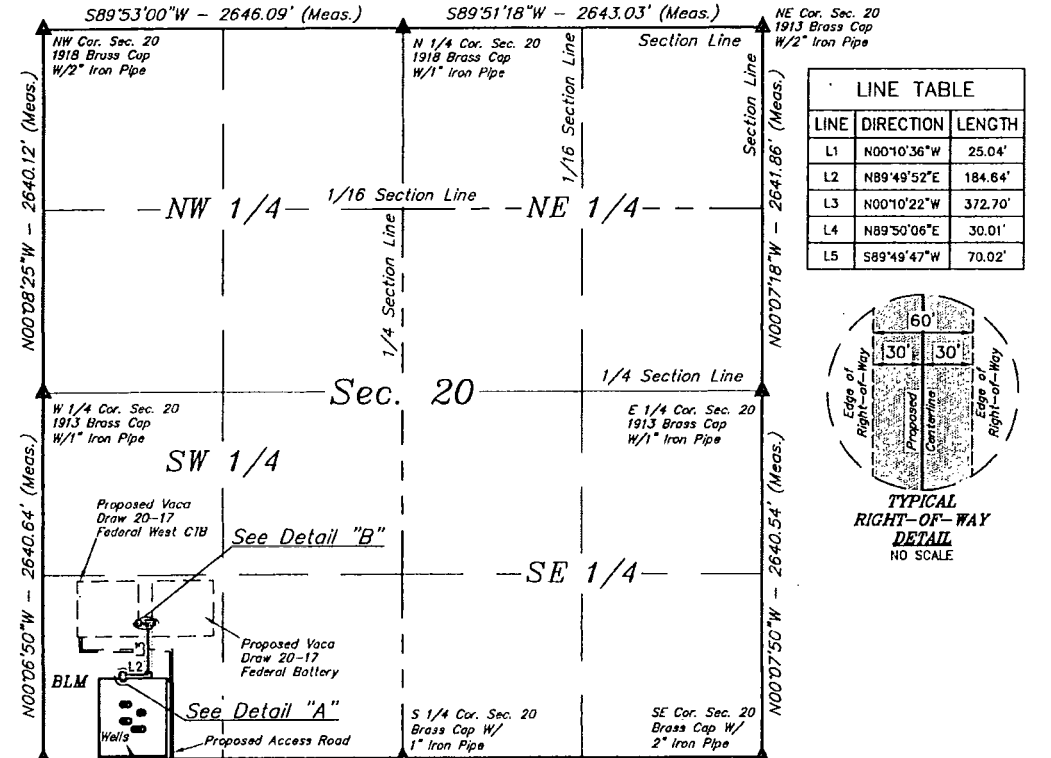 S89°53'00"W - 2646.09' (Meas.)
S89°51'18"W - 2643.03' (Meas.)
NW Cor. Sec. 20
1918 Brass Cap
W/2" Iron Pipe
N 1/4 Cor. Sec. 20
1918 Brass Cap
W/1" Iron Pipe
Section Line
NE Cor. Sec. 20
1913 Brass Cap
W/2" Iron Pipe
1/16 Section Line
Section Line
N00°08'25"W - 2640.12' (Meas.)
N00°07'18"W - 2641.86' (Meas.)
LINE TABLE
LINE DIRECTION LENGTH
L1 N00°10'36"W 25.04'
L2 N89°49'52"E 184.64'
L3 N00°10'22"W 372.70'
L4 N89°50'06"E 30.01'
L5 S89°49'47"W 70.02'
NW 1/4
1/16 Section Line
NE 1/4
1/4 Section Line
60'
30' 30'
Edge of
Right-of-Way
Proposed
Centerline
Edge of
Right-of-Way
TYPICAL
RIGHT-OF-WAY
DETAIL
NO SCALE
Sec. 20
1/4 Section Line
W 1/4 Cor. Sec. 20
1913 Brass Cap
W/1" Iron Pipe
E 1/4 Cor. Sec. 20
1913 Brass Cap
W/1" Iron Pipe
SW 1/4
N00°06'50"W - 2640.64' (Meas.)
N00°07'50"W - 2640.54' (Meas.)
Proposed Vaca
Draw 20-17
Federal West CTB
See Detail "B"
SE 1/4
L3
Proposed Vaca
Draw 20-17
Federal Battery
L2
BLM
See Detail "A"
Wells
Proposed Access Road
S 1/4 Cor. Sec. 20
Brass Cap W/
1" Iron Pipe
SE Cor. Sec. 20
Brass Cap W/
2" Iron Pipe